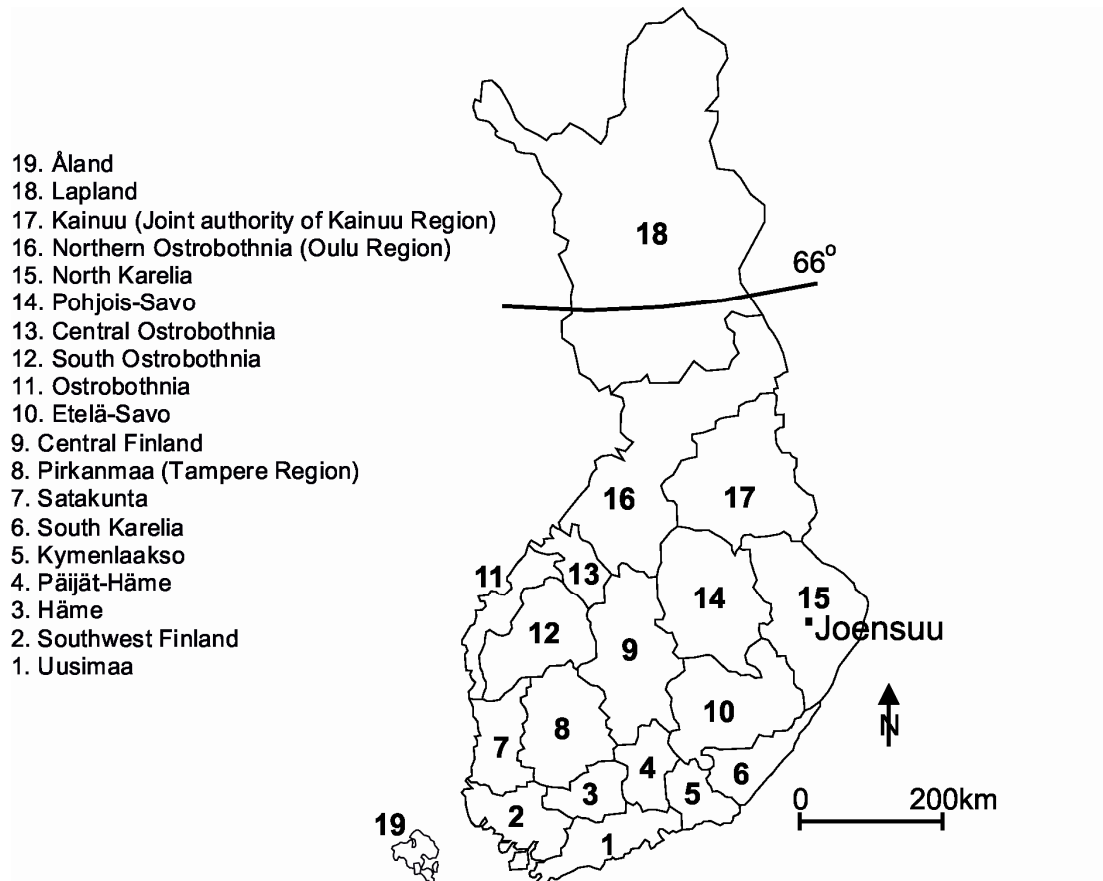 19. Åland
18. Lapland
17. Kainuu (Joint authority of Kainuu Region)
16. Northern Ostrobothnia (Oulu Region)
15. North Karelia
14. Pohjois-Savo
13. Central Ostrobothnia
12. South Ostrobothnia
11. Ostrobothnia
10. Etelä-Savo
9. Central Finland
8. Pirkanmaa (Tampere Region)
7. Satakunta
6. South Karelia
5. Kymenlaakso
4. Päijät-Häme
3. Häme
2. Southwest Finland
1. Uusimaa
18
66°
16
17
11
13
14
15
Joensuu
12
9
10
8
7
4
6
5
3
2
1
19
N
0 200km